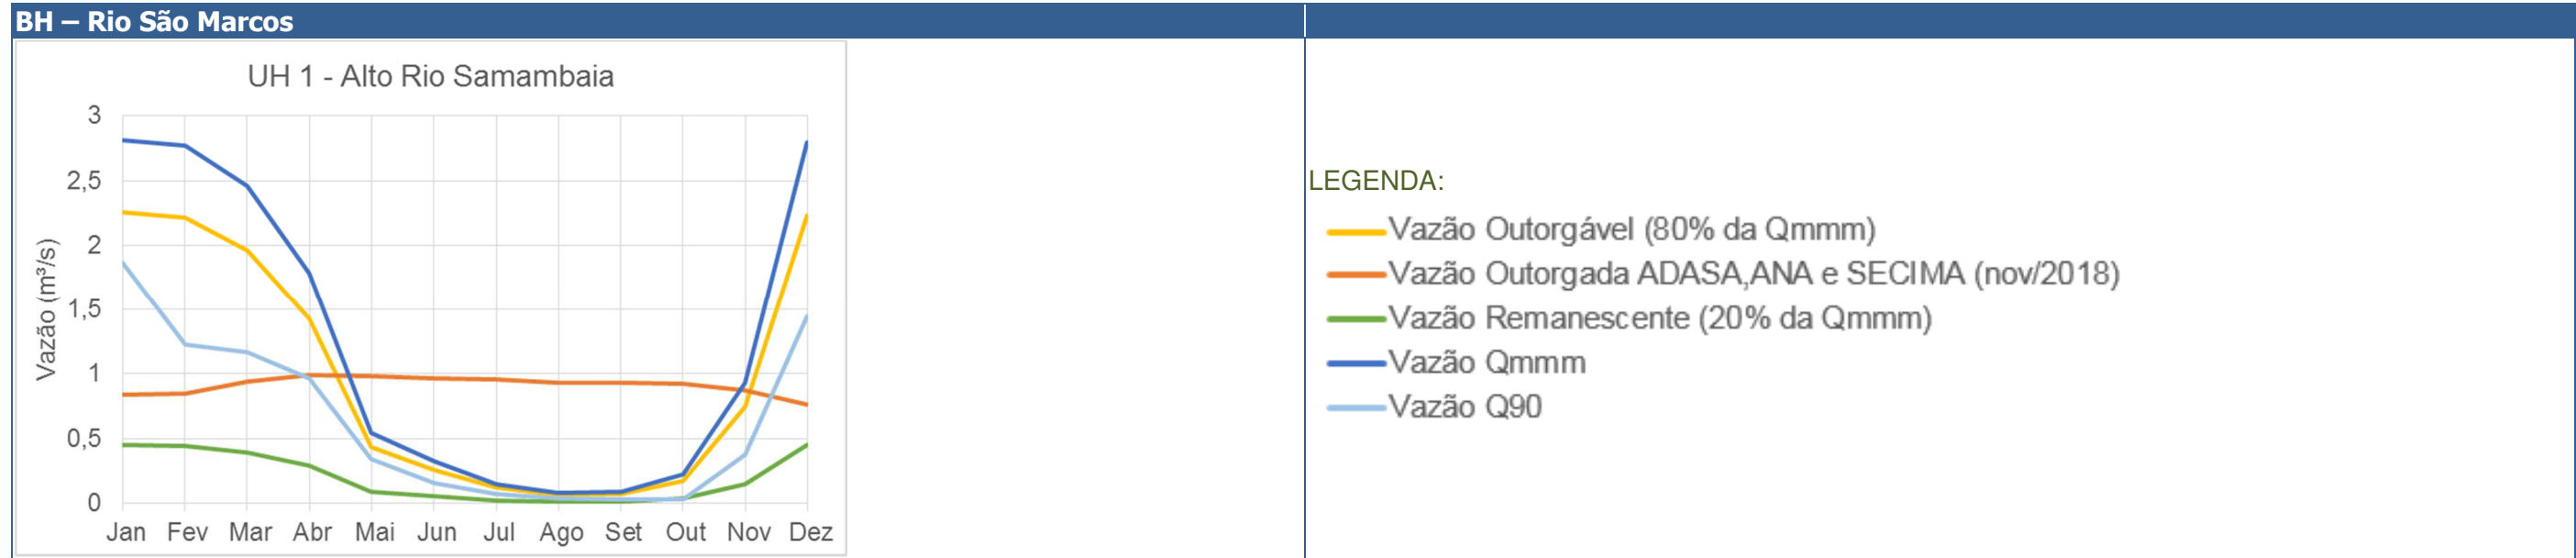 BH – Rio São Marcos
UH 1 - Alto Rio Samambaia
Vazão (m³/s)
3
2,5
2
1,5
1
0,5
0
Jan Fev Mar Abr Mai Jun Jul Ago Set Out Nov Dez
LEGENDA:
Vazão Outorgável (80% da Qmmm)
Vazão Outorgada ADASA,ANA e SECIMA (nov/2018)
Vazão Remanescente (20% da Qmmm)
Vazão Qmmm
Vazão Q90